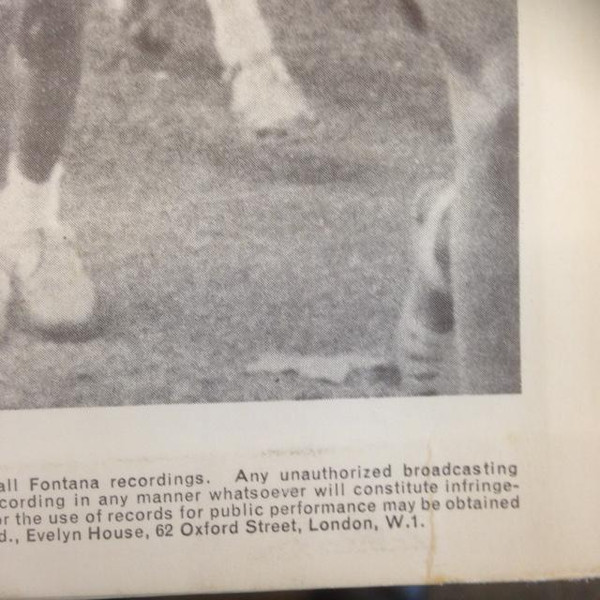 all Fontana recordings. Any unauthorized broadcasting
cording in any manner whatsoever will constitute infringe-
or the use of records for public performance may be obtained
d., Evelyn House, 62 Oxford Street, London, W.1.